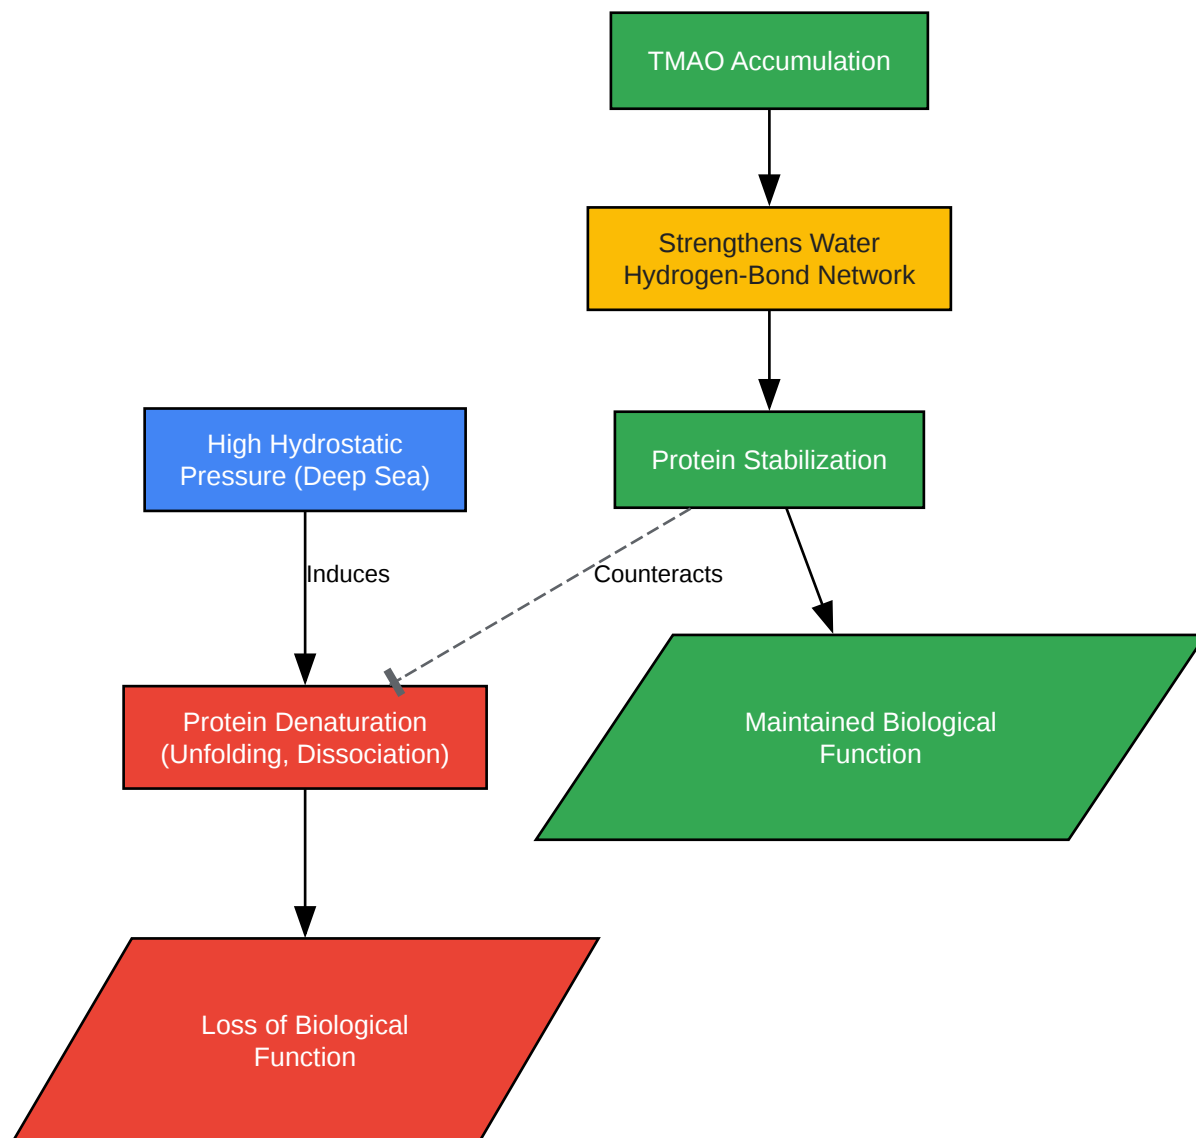 TMAO Accumulation
Strengthens Water
Hydrogen-Bond Network
High Hydrostatic
Pressure (Deep Sea)
Protein Stabilization
Induces
Counteracts
Protein Denaturation
(Unfolding, Dissociation)
Maintained Biological
Function
Loss of Biological
Function